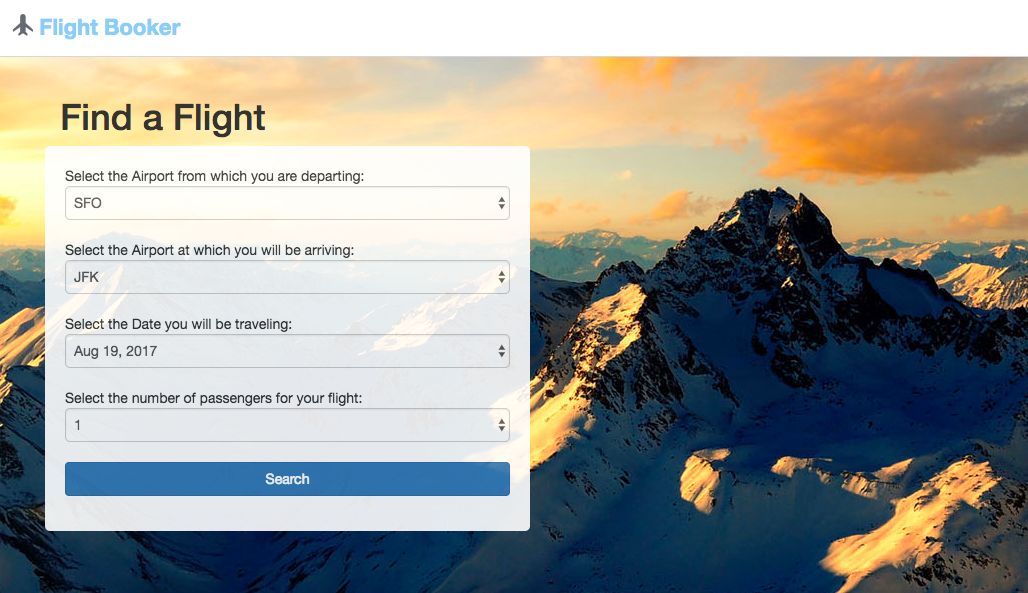 Flight Booker
Find a Flight
Select the Airport from which you are departing:
SFO
Select the Airport at which you will be arriving:
JFK
Select the Date you will be traveling:
Aug 19, 2017
Select the number of passengers for your flight:
1
Search